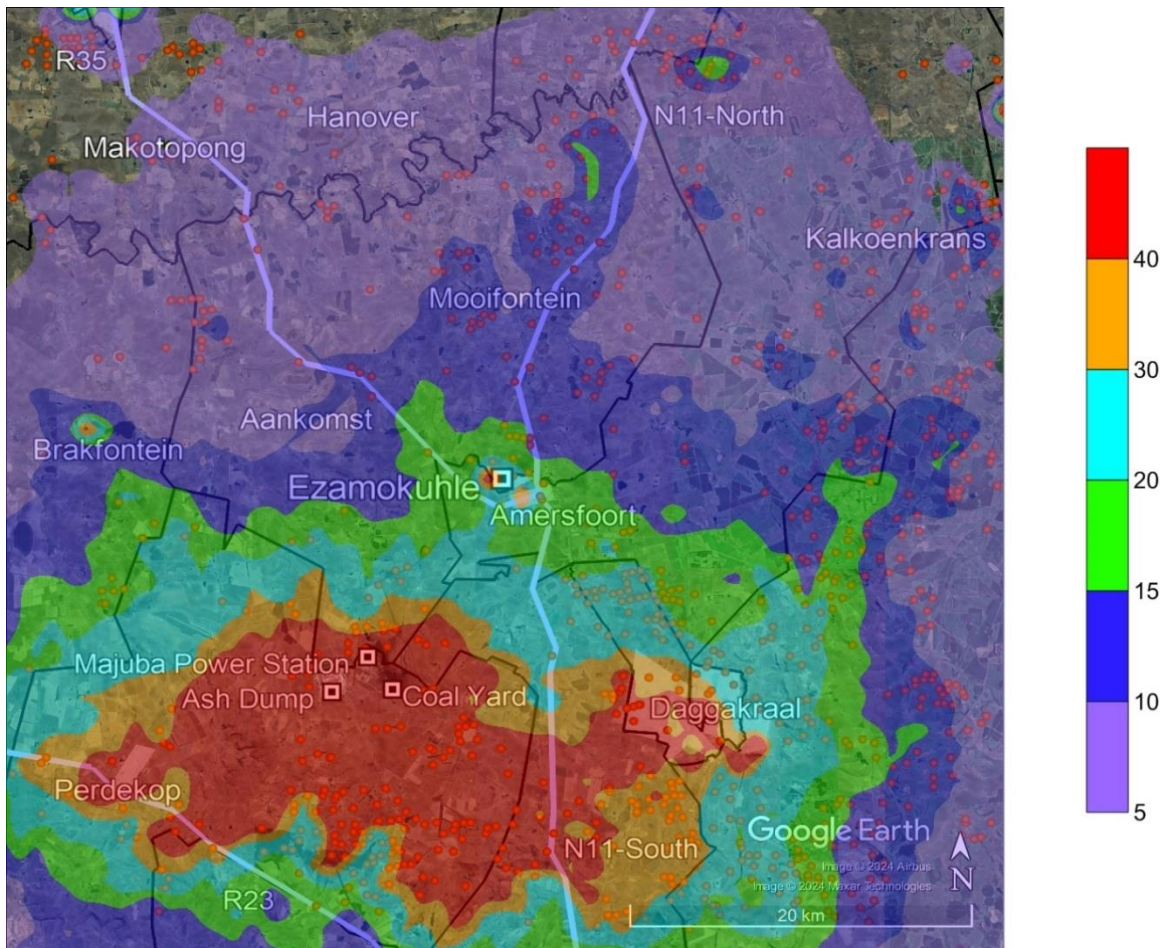 R35
Hanover
N11-North
Makotopong
Kalkoenkrans
40
Mooifontein
30
Aankomst
Brakfontein
Ezamokuhle
20
Amersfoort
15
Majuba Power Station
Ash Dump
Coal Yard
Daggakraal
10
Perdekop
Google Earth
5
N11-South
Image © 2024 Airbus
Image © 2024 Maxar Technologies
N
R23
20 km